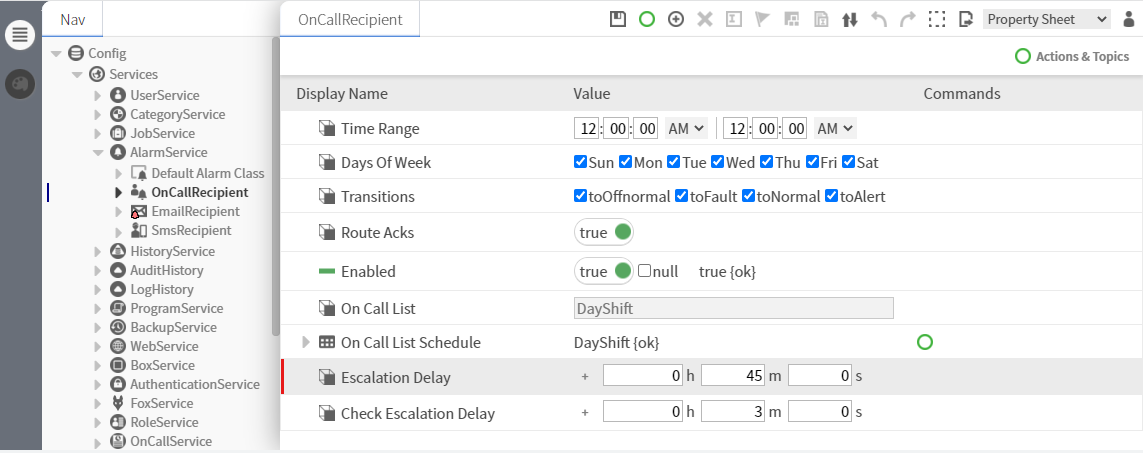 Nav
OnCallRecipient
Property Sheet
Config
Services
UserService
CategoryService
JobService
AlarmService
Default Alarm Class
OnCallRecipient
EmailRecipient
SmsRecipient
HistoryService
AuditHistory
LogHistory
ProgramService
BackupService
WebService
BoxService
AuthenticationService
FoxService
RoleService
OnCallService
Actions & Topics
Display Name Value Commands
Time Range 12:00:00 AM 12:00:00 AM
Days Of Week Sun Mon Tue Wed Thu Fri Sat
Transitions toOffnormal toFault toNormal toAlert
Route Acks true
Enabled true null true {ok}
On Call List DayShift
On Call List Schedule DayShift {ok}
Escalation Delay + 0 h 45 m 0 s
Check Escalation Delay + 0 h 3 m 0 s